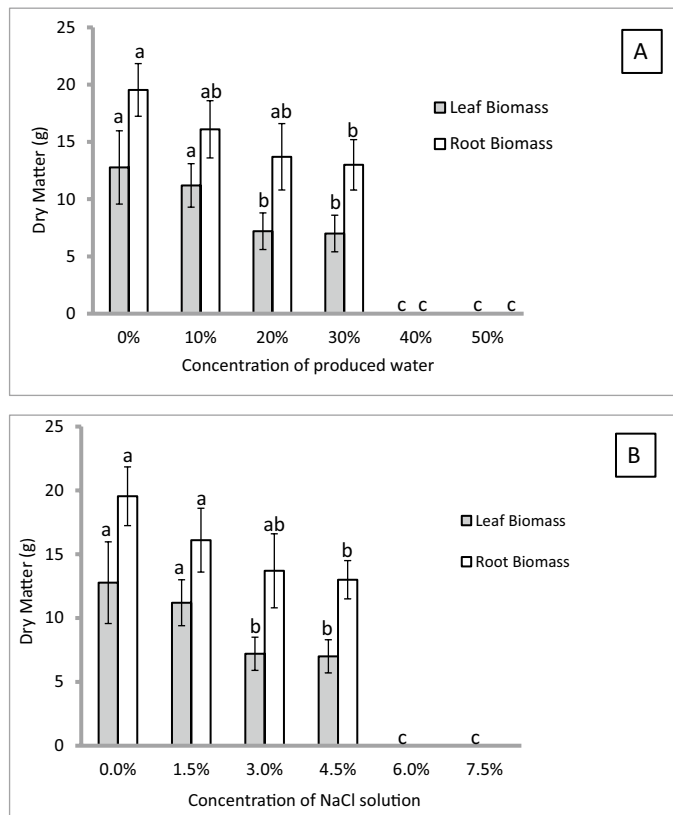 A
25
20
15
10
5
0
Dry Matter (g)
a a
a ab
b ab
b b
c c
c c
0% 10% 20% 30% 40% 50%
Concentration of produced water
Leaf Biomass
Root Biomass
B
25
20
15
10
5
0
Dry Matter (g)
a a
a a
b ab
b b
c
c
0.0% 1.5% 3.0% 4.5% 6.0% 7.5%
Concentration of NaCl solution
Leaf Biomass
Root Biomass